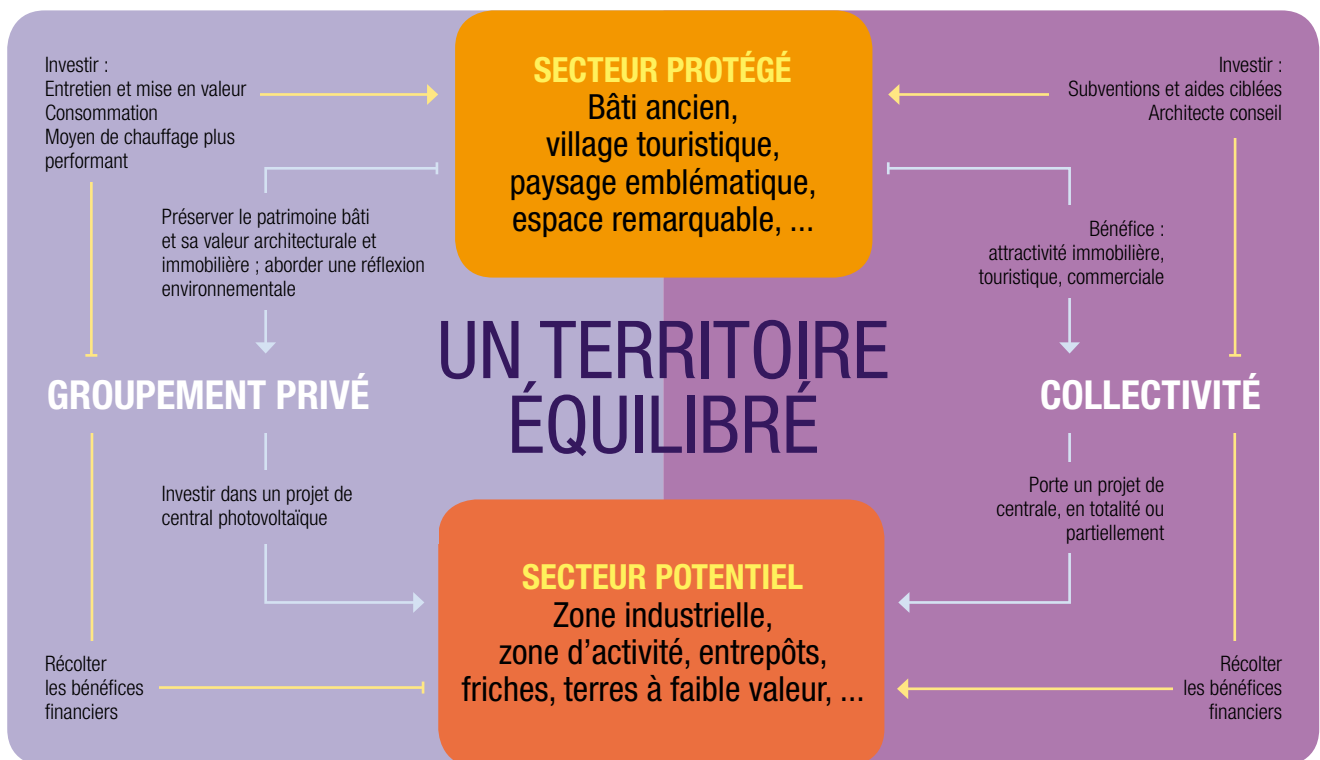 Investir :
Entretien et mise en valeur
Consommation
Moyen de chauffage plus
performant
SECTEUR PROTÉGÉ
Bâti ancien,
village touristique,
paysage emblématique,
espace remarquable, ...
Investir :
Subventions et aides ciblées
Architecte conseil
Préserver le patrimoine bâti
et sa valeur architecturale et
immobilière ; aborder une réflexion
environnementale
Bénéfice :
attractivité immobilière,
touristique, commerciale
UN TERRITOIRE
ÉQUILIBRÉ
GROUPEMENT PRIVÉ
COLLECTIVITÉ
Investir dans un projet de
central photovoltaïque
Porte un projet de
centrale, en totalité ou
partiellement
SECTEUR POTENTIEL
Zone industrielle,
zone d'activité, entrepôts,
friches, terres à faible valeur, ...
Récolter
les bénéfices
financiers
Récolter
les bénéfices
financiers